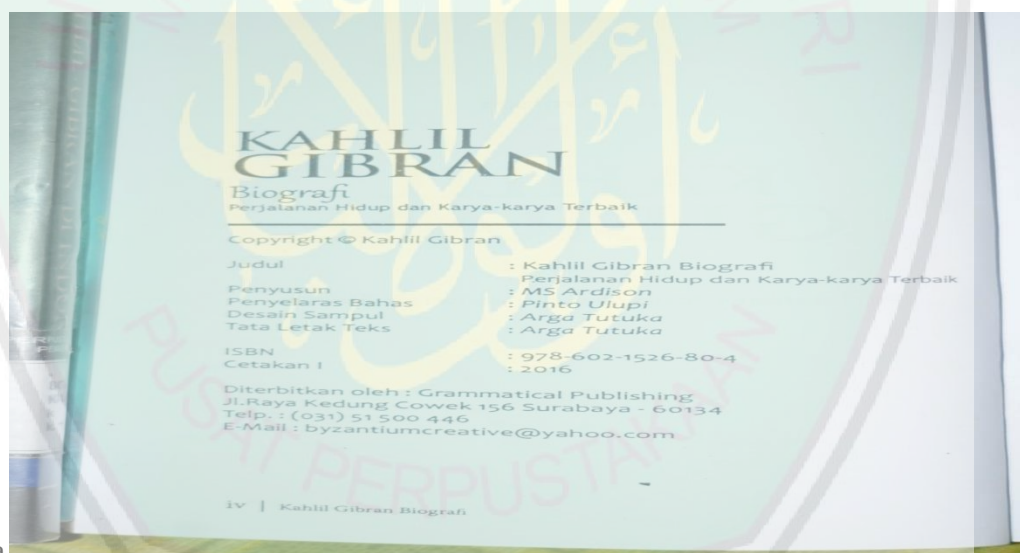 KAHLIL
GIBRAN
Biografi
Perjalanan Hidup dan Karya-karya Terbaik
Copyright © Kahlil Gibran
Judul : Kahlil Gibran Biografi
: Perjalanan Hidup dan Karya-karya Terbaik
Penyusun : MS Ardison
Penyelaras Bahas : Pinto Ulupi
Desain Sampul : Arga Tutuka
Tata Letak Teks : Arga Tutuka
ISBN : 978-602-1526-80-4
Cetakan I : 2016
Diterbitkan oleh : Grammatical Publishing
Jl.Raya Kedung Cowek 156 Surabaya - 60134
Telp. : (031) 51 500 446
E-Mail : byzantiumcreative@yahoo.com
iv | Kahlil Gibran Biografi
PUSAT PERPUSTAKAAN